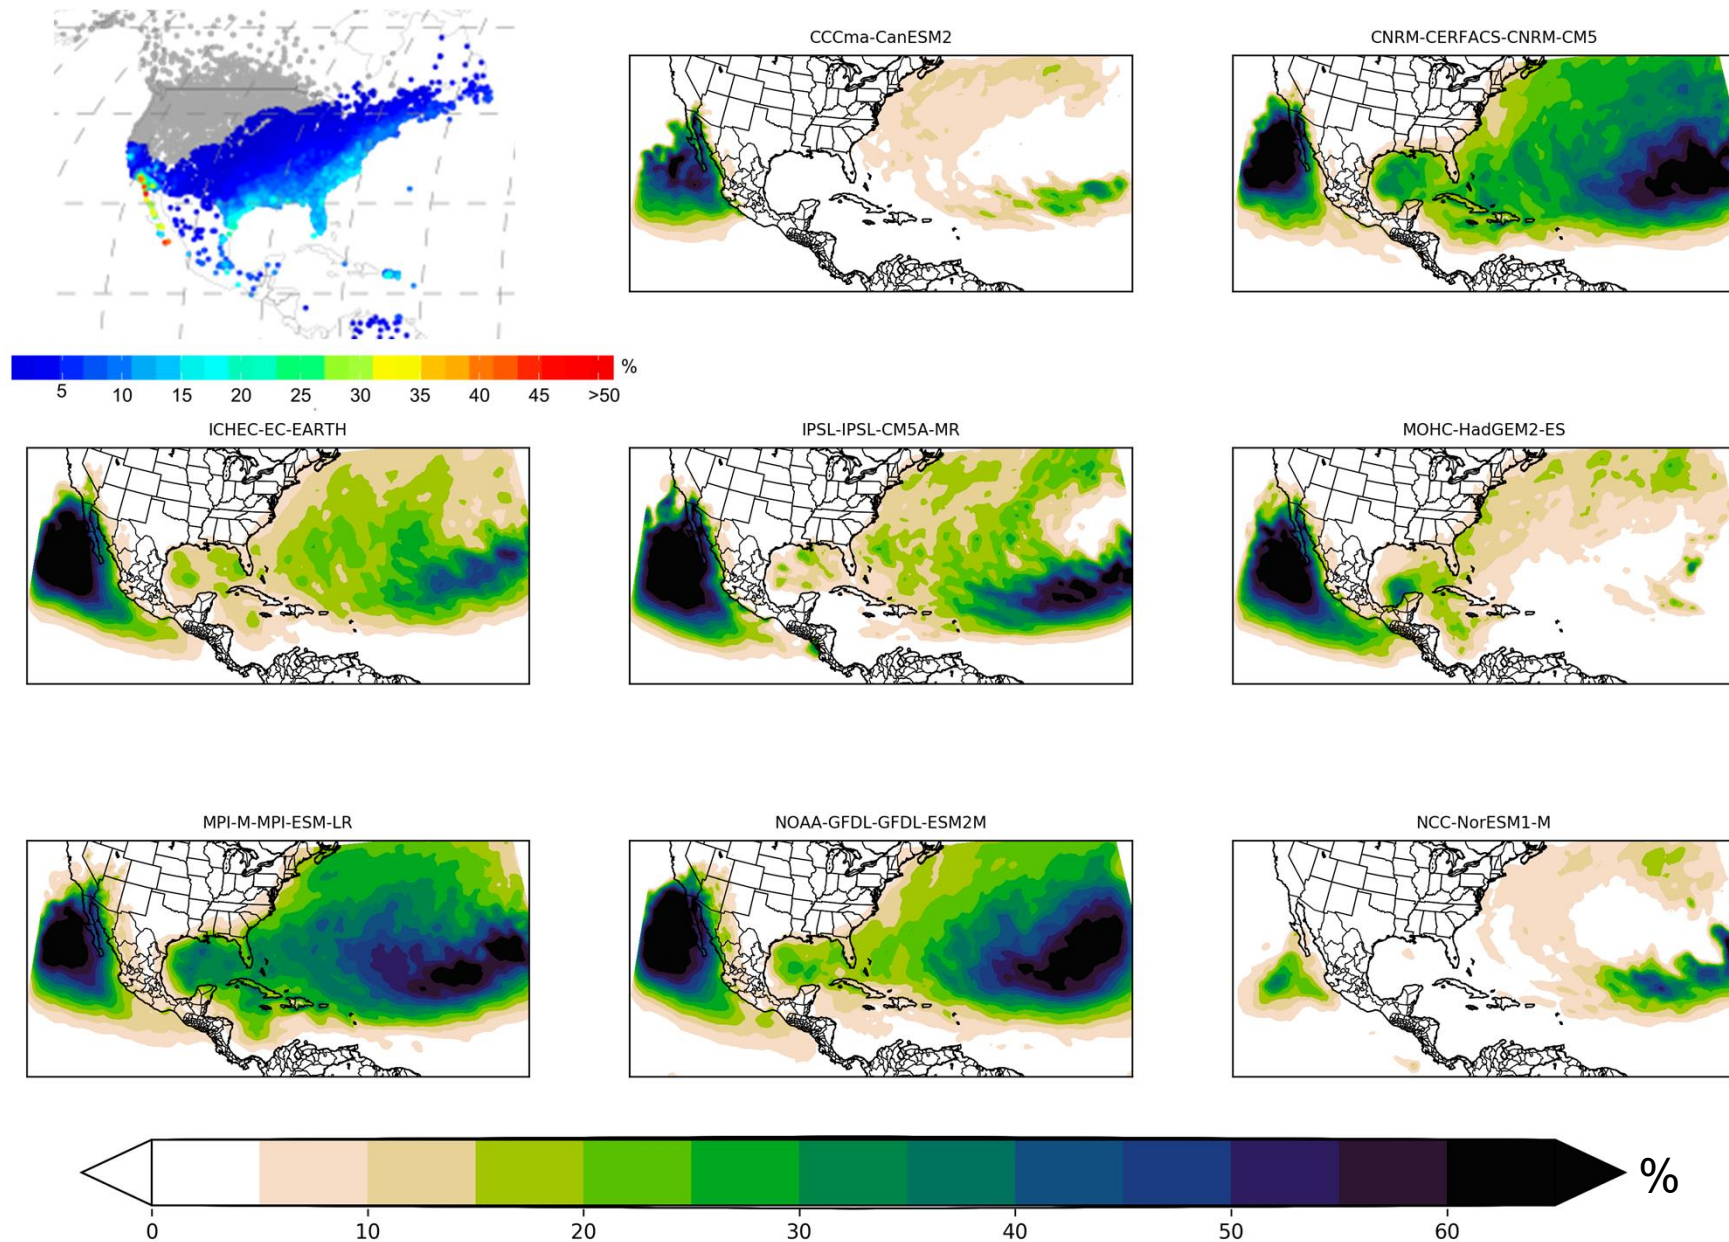 CCCma-CanESM2
CNRM-CERFACS-CNRM-CM5
5 10 15 20 25 30 35 40 45 >50 %
ICHEC-EC-EARTH
IPSL-IPSL-CM5A-MR
MOHC-HadGEM2-ES
MPI-M-MPI-ESM-LR
NOAA-GFDL-GFDL-ESM2M
NCC-NorESM1-M
%
0 10 20 30 40 50 60